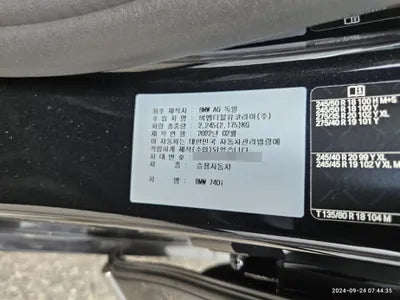 유조 제작자 : BMW AG 독일
수 입 자 명 : 비엠더블유코리아(주)
차량 총중량 : 2,245(2,175)KG
제 작 연 월 : 2022년 02월
이 자동차는 대한민국 자동차관리법령에
적합하게 제작(수입)되었습니다
차 대 번 호 :
차 종 : 승용자동차
차 명 : BMW 740i
245/50 R 18 100 H M+S
245/50 R 18 100 Y
275/35 R 20 102 Y XL
275/40 R 19
245/40 R 20 99 Y XL
245/45 R 19 102 Y XL
T 135/80 R 18 104 M
2024-09-24 07:44:35